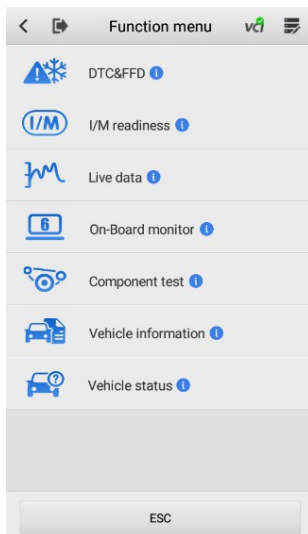 Function menu
VCI
DTC&FFD
I/M
I/M readiness
Live data
6
On-Board monitor
Component test
Vehicle information
?
Vehicle status
ESC